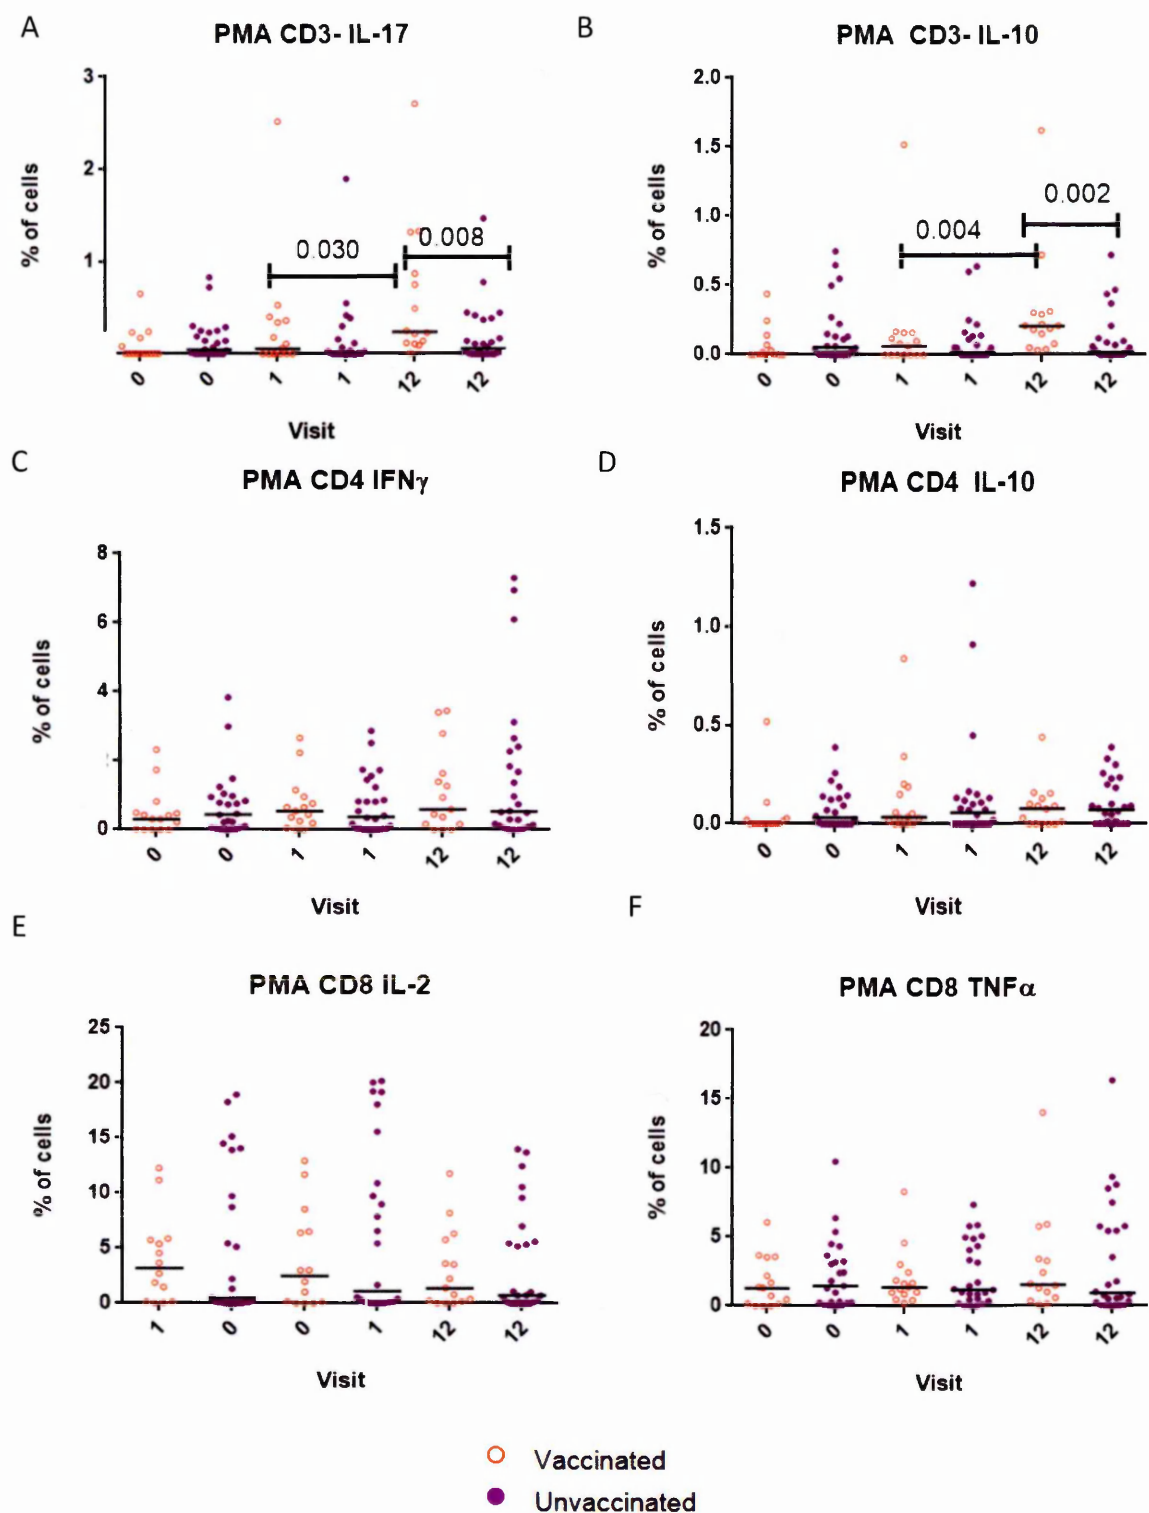 A
PMA CD3- IL-17
3
2
1
% of cells
0.030
0.008
0 0 1 1 12 12
Visit
B
PMA CD3- IL-10
2.0
1.5
1.0
0.5
0.0
% of cells
0.004
0.002
0 0 1 1 12 12
Visit
C
PMA CD4 IFNγ
8
6
4
0
% of cells
0 0 1 1 12 12
Visit
D
PMA CD4 IL-10
1.5
1.0
0.5
0.0
% of cells
0 0 1 1 12 12
Visit
E
PMA CD8 IL-2
25
20
15
10
5
0
% of cells
1 0 0 1 12 12
Visit
F
PMA CD8 TNFα
20
15
10
5
0
% of cells
0 0 1 1 12 12
Visit
Vaccinated
Unvaccinated